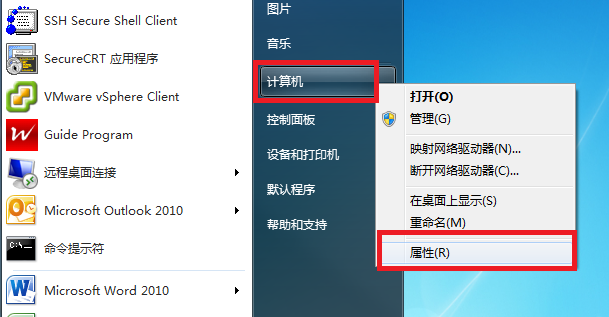 SSH Secure Shell Client
SecureCRT 应用程序
VMware vSphere Client
Guide Program
远程桌面连接
Microsoft Outlook 2010
命令提示符
Microsoft Word 2010
图片
音乐
计算机
控制面板
设备和打印机
默认程序
帮助和支持
打开(O)
管理(G)
映射网络驱动器(N)...
断开网络驱动器(C)...
在桌面上显示(S)
重命名(M)
属性(R)